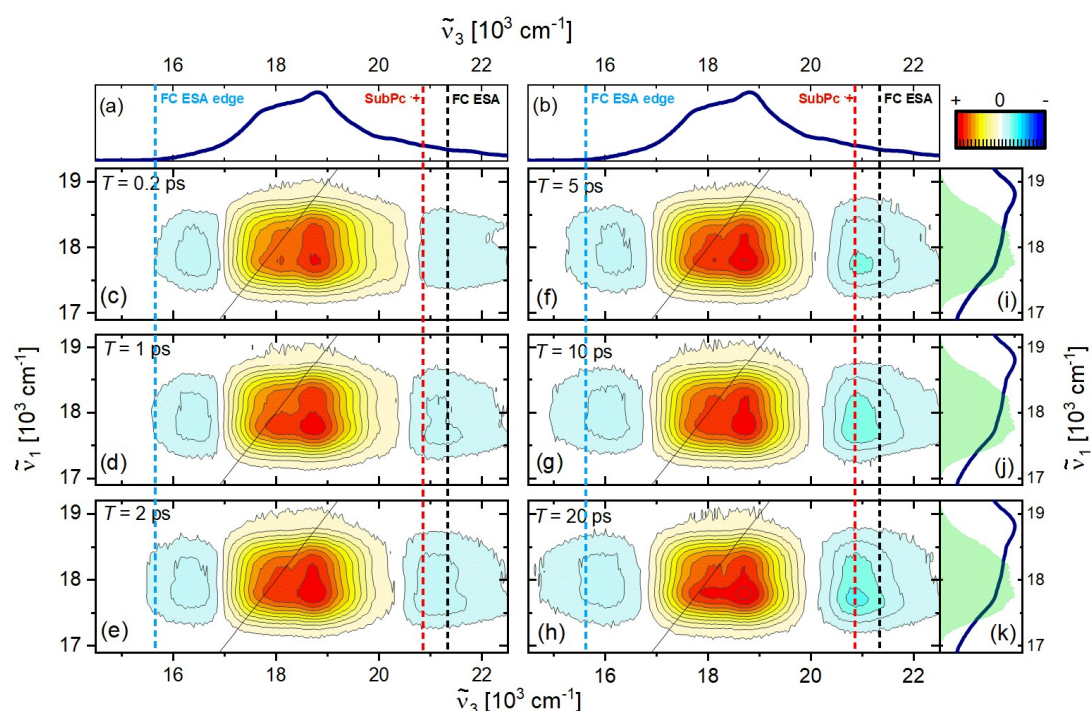 ν̃₃ [10³ cm⁻¹]
16 18 20 22 16 18 20 22
(a) FC ESA edge SubPc ·+ FC ESA
(b) FC ESA edge SubPc + FC ESA
+ 0 -
T = 0.2 ps
(c)
19
18
17
T = 5 ps
(f)
(i)
19
18
17
T = 1 ps
(d)
19
18
17
T = 10 ps
(g)
(j)
19
18
17
T = 2 ps
(e)
19
18
17
T = 20 ps
(h)
(k)
19
18
17
ν̃₁ [10³ cm⁻¹]
ν̃₁ [10³ cm⁻¹]
16 18 20 22 16 18 20 22
ν̃₃ [10³ cm⁻¹]